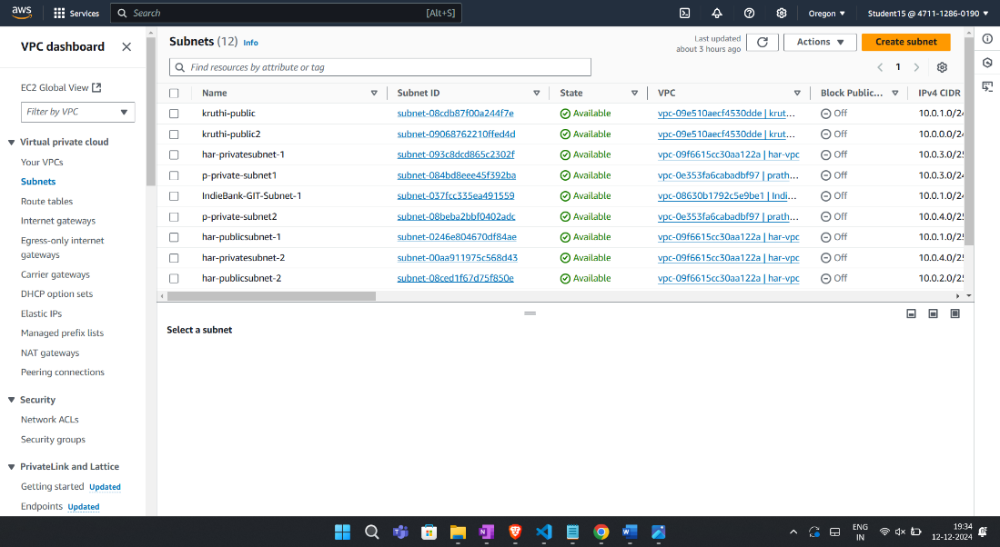 aws
Services
Search
[Alt+S]
Oregon
Student15 @ 4711-1286-0190
VPC dashboard
EC2 Global View
Filter by VPC
Virtual private cloud
Your VPCs
Subnets
Route tables
Internet gateways
Egress-only internet
gateways
Carrier gateways
DHCP option sets
Elastic IPs
Managed prefix lists
NAT gateways
Peering connections
Security
Network ACLs
Security groups
PrivateLink and Lattice
Getting started Updated
Endpoints Updated
Subnets (12) Info
Last updated
about 3 hours ago
Actions
Create subnet
Find resources by attribute or tag
1
Name Subnet ID State VPC Block Public... IPv4 CIDR
kruthi-public subnet-08cdb87f00a244f7e Available vpc-09e510aecf4530dde | krut... Off 10.0.1.0/24
kruthi-public2 subnet-09068762210ffed4d Available vpc-09e510aecf4530dde | krut... Off 10.0.0.0/24
har-privatesubnet-1 subnet-093c8dcd865c2302f Available vpc-09f6615cc30aa122a | har-vpc Off 10.0.3.0/25
p-private-subnet1 subnet-084bd8eee45f392ba Available vpc-0e353fa6cabadbf97 | prath... Off 10.0.3.0/24
IndieBank-GIT-Subnet-1 subnet-037fcc335ea491559 Available vpc-08630b1792c5e9be1 | Indi... Off 10.0.1.0/24
p-private-subnet2 subnet-08beba2bbf0402adc Available vpc-0e353fa6cabadbf97 | prath... Off 10.0.4.0/25
har-publicsubnet-1 subnet-0246e804670df84ae Available vpc-09f6615cc30aa122a | har-vpc Off 10.0.1.0/25
har-privatesubnet-2 subnet-00aa911975c568d43 Available vpc-09f6615cc30aa122a | har-vpc Off 10.0.4.0/25
har-publicsubnet-2 subnet-08ced1f67d75f850e Available vpc-09f6615cc30aa122a | har-vpc Off 10.0.2.0/25
Select a subnet
ENG
IN
19:34
12-12-2024